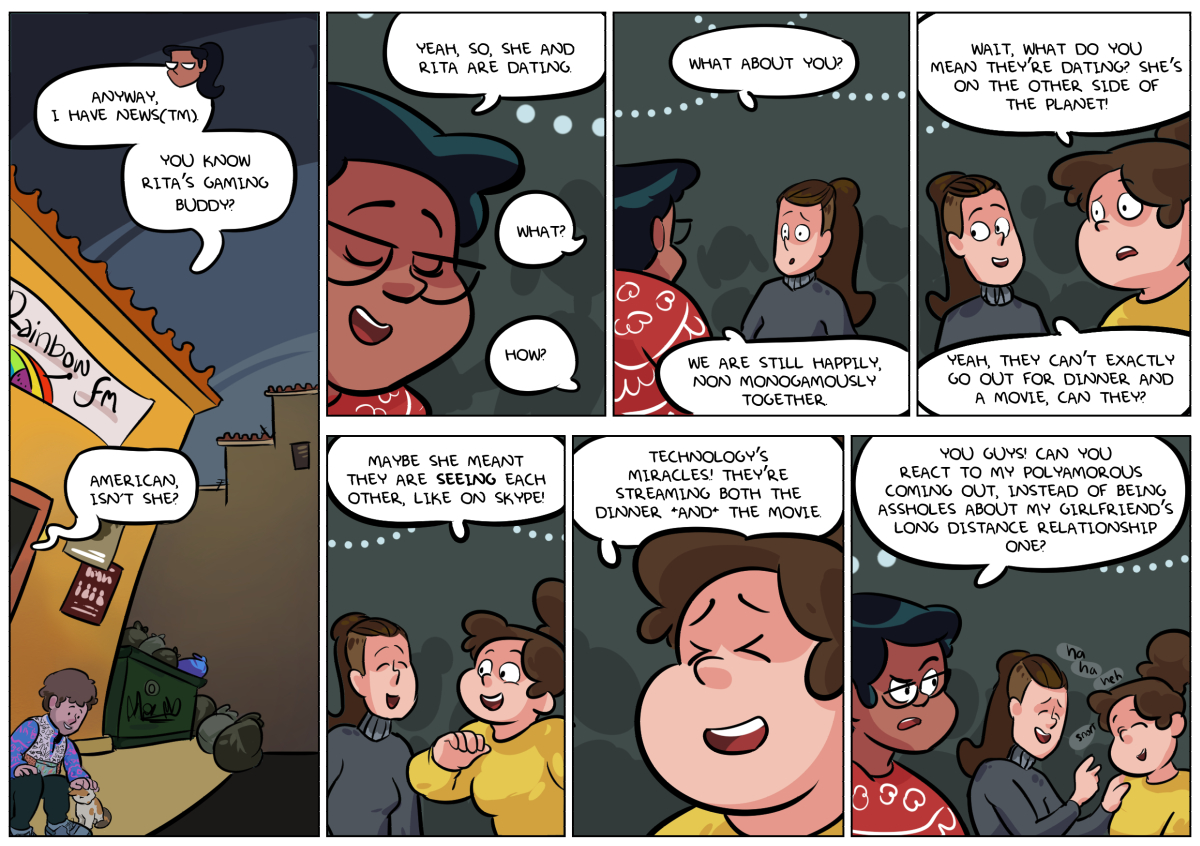 ANYWAY,
I HAVE NEWS(TM).
YOU KNOW
RITA'S GAMING
BUDDY?
Rainbow
fm
AMERICAN,
ISN'T SHE?
YEAH, SO, SHE AND
RITA ARE DATING.
WHAT?
HOW?
WHAT ABOUT YOU?
WE ARE STILL HAPPILY,
NON MONOGAMOUSLY
TOGETHER.
WAIT, WHAT DO YOU
MEAN THEY'RE DATING? SHE'S
ON THE OTHER SIDE OF
THE PLANET!
YEAH, THEY CAN'T EXACTLY
GO OUT FOR DINNER AND
A MOVIE, CAN THEY?
MAYBE SHE MEANT
THEY ARE SEEING EACH
OTHER, LIKE ON SKYPE!
TECHNOLOGY'S
MIRACLES! THEY'RE
STREAMING BOTH THE
DINNER *AND* THE MOVIE.
YOU GUYS! CAN YOU
REACT TO MY POLYAMOROUS
COMING OUT, INSTEAD OF BEING
ASSHOLES ABOUT MY GIRLFRIEND'S
LONG DISTANCE RELATIONSHIP
ONE?
ha
ha
heh
snort